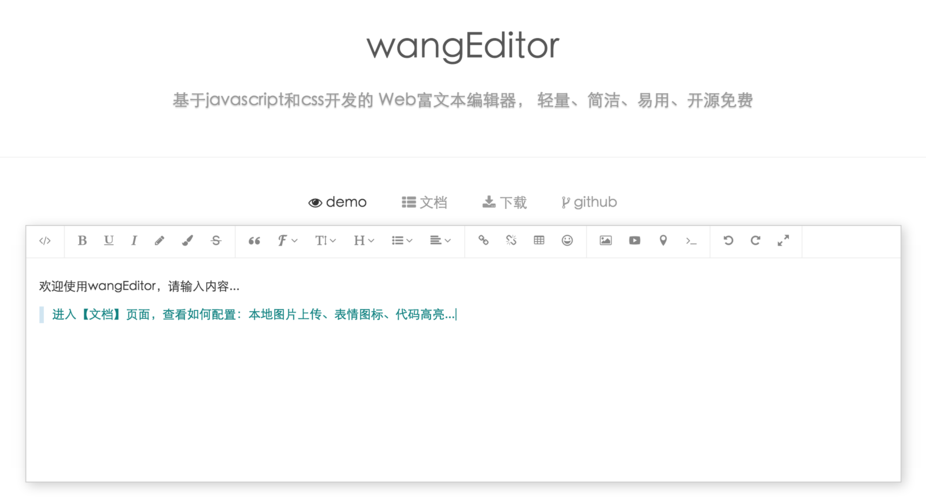 wangEditor
基于javascript和css开发的 Web富文本编辑器， 轻量、简洁、易用、开源免费
demo 文档 下载 github
</> B U I S F T H >_
欢迎使用wangEditor，请输入内容...
进入【文档】页面，查看如何配置：本地图片上传、表情图标、代码高亮...